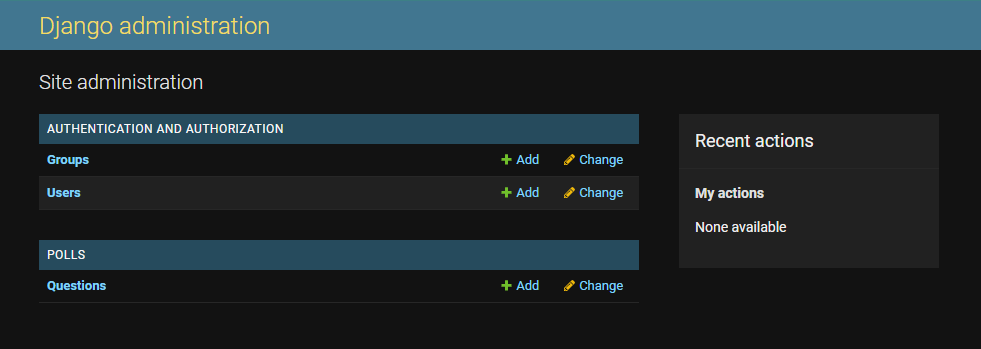 Django administration
Site administration
AUTHENTICATION AND AUTHORIZATION
Groups Add Change
Users Add Change
POLLS
Questions Add Change
Recent actions
My actions
None available